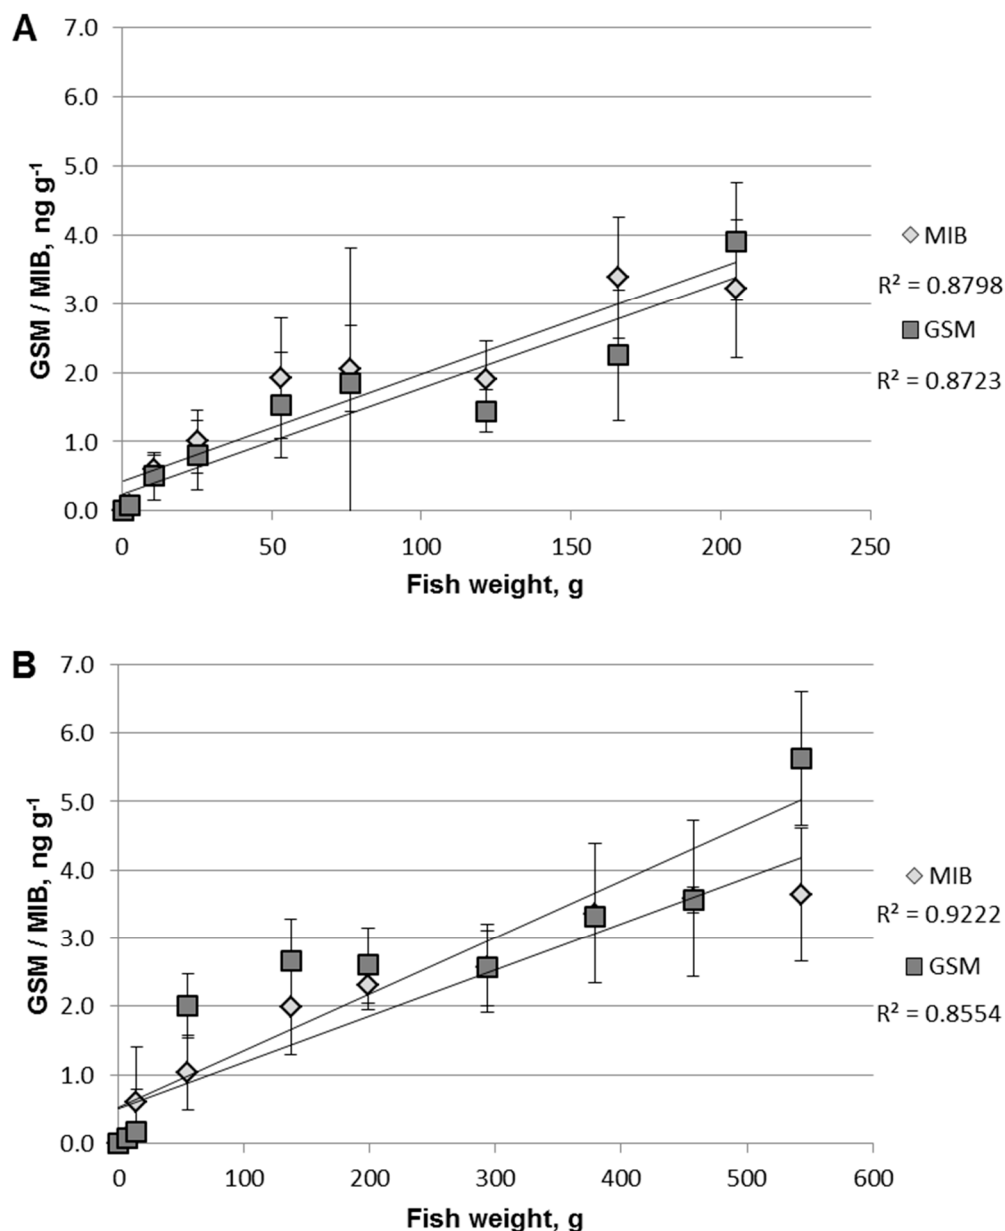 A
7.0
6.0
5.0
4.0
3.0
2.0
1.0
0.0
GSM / MIB, ng g⁻¹
0 50 100 150 200 250
Fish weight, g
MIB
R² = 0.8798
GSM
R² = 0.8723
B
7.0
6.0
5.0
4.0
3.0
2.0
1.0
0.0
GSM / MIB, ng g⁻¹
0 100 200 300 400 500 600
Fish weight, g
MIB
R² = 0.9222
GSM
R² = 0.8554